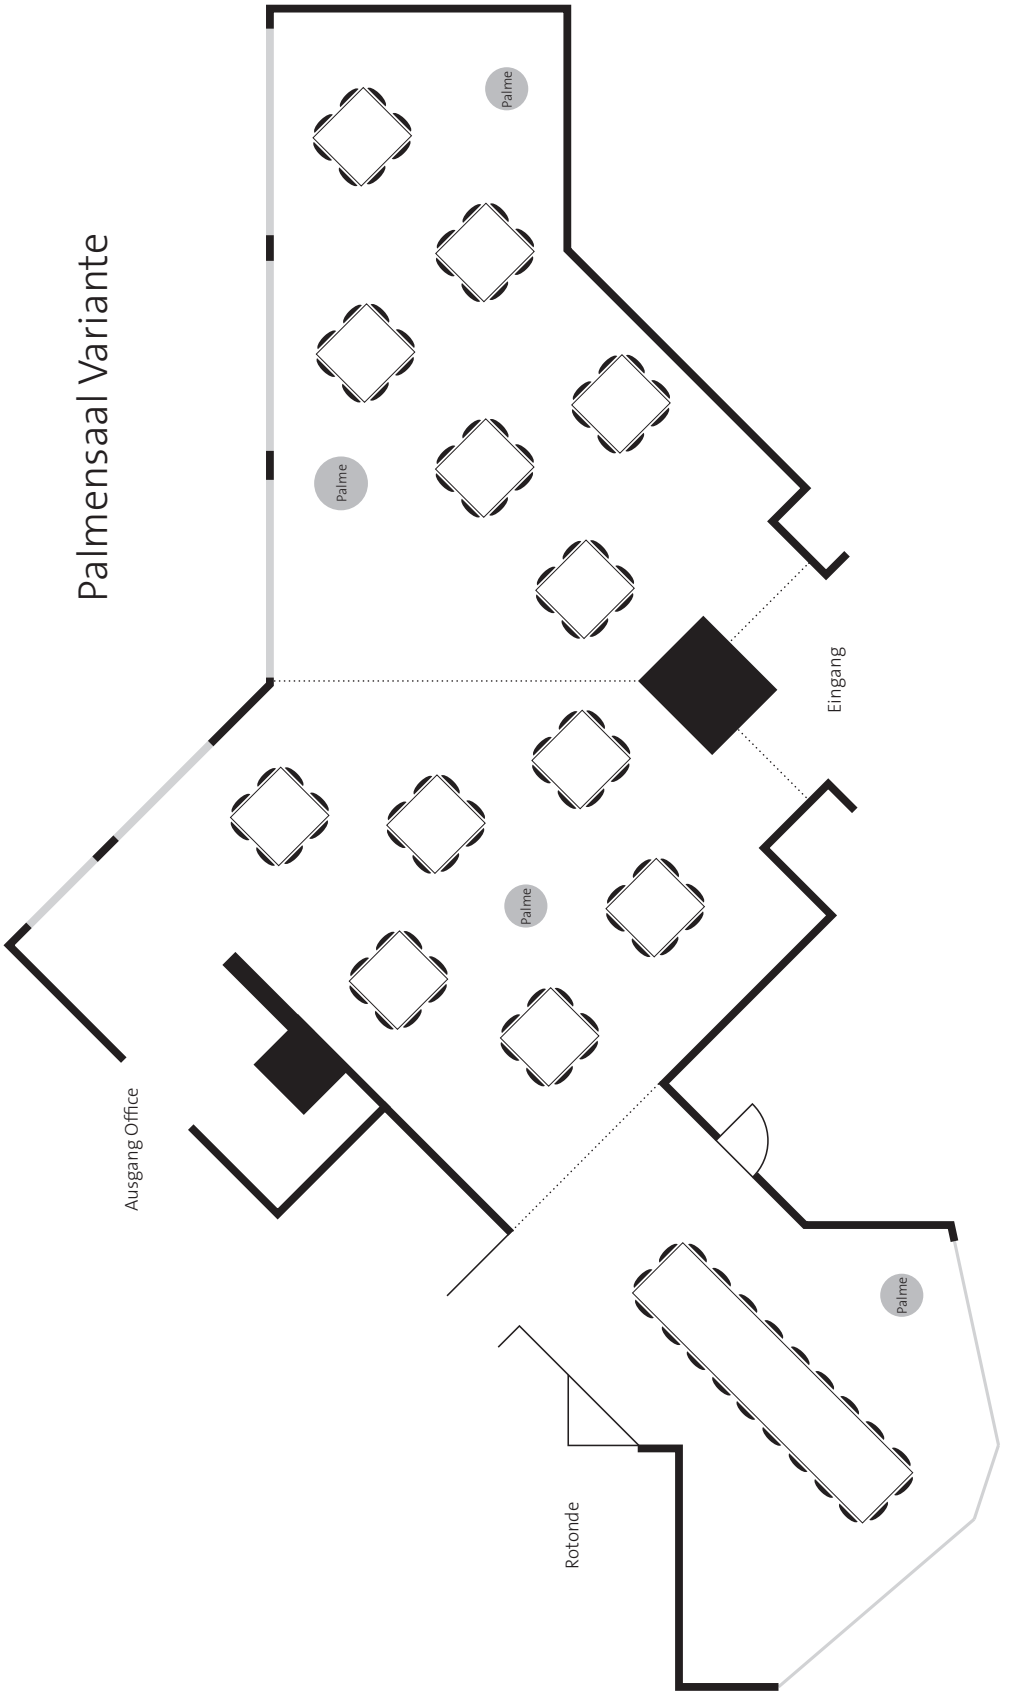 Palmensaal Variante
Palme
Palme
Eingang
Palme
Ausgang Office
Palme
Rotonde